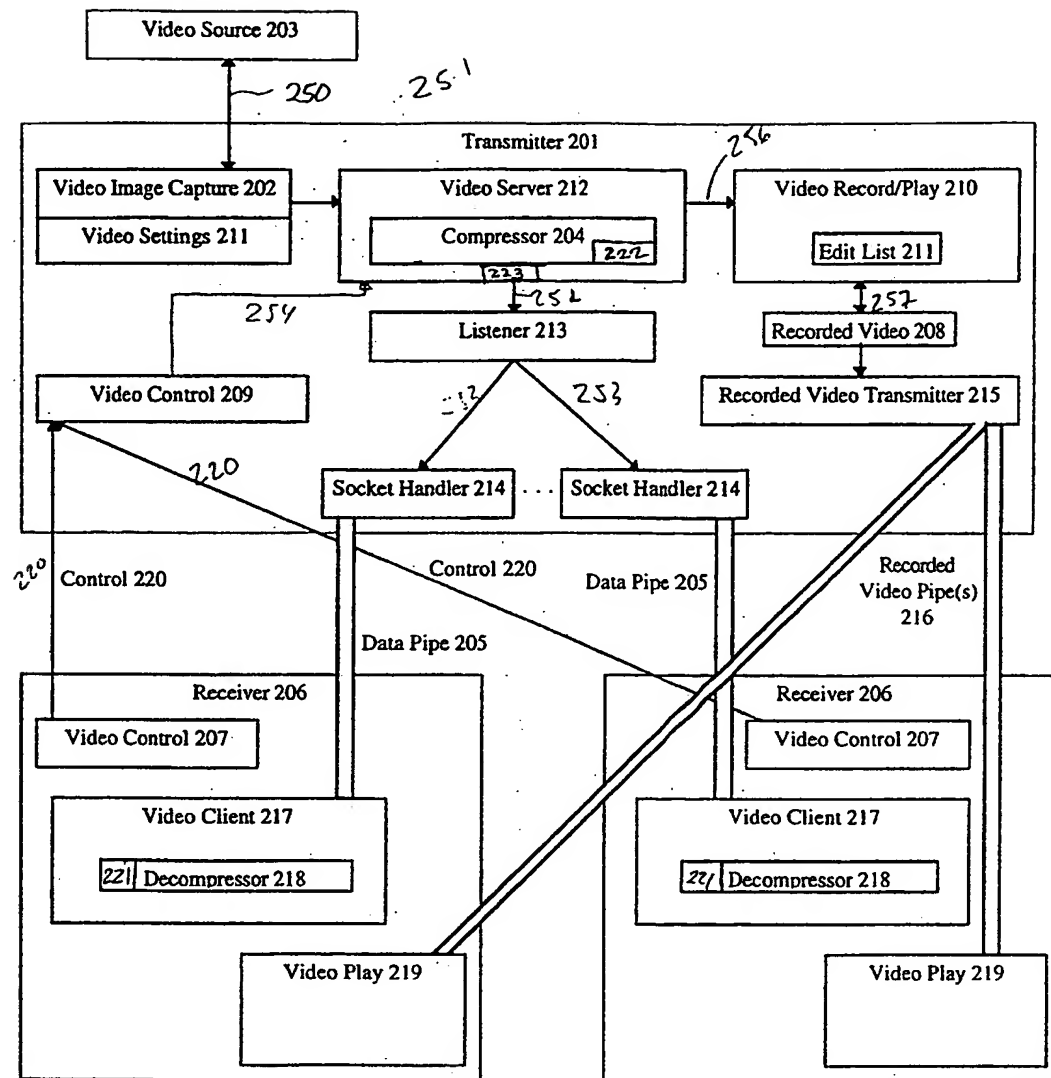 Video Source 203
250
251
Transmitter 201
256
Video Image Capture 202
Video Settings 211
Video Server 212
Compressor 204
222
223
Video Record/Play 210
Edit List 211
254
252
257
Listener 213
Recorded Video 208
Video Control 209
253
Recorded Video Transmitter 215
220
Socket Handler 214
...
Socket Handler 214
220
Control 220
Control 220
Data Pipe 205
Recorded
Video Pipe(s)
216
Data Pipe 205
Receiver 206
Receiver 206
Video Control 207
Video Control 207
Video Client 217
221
Decompressor 218
Video Client 217
221
Decompressor 218
Video Play 219
Video Play 219